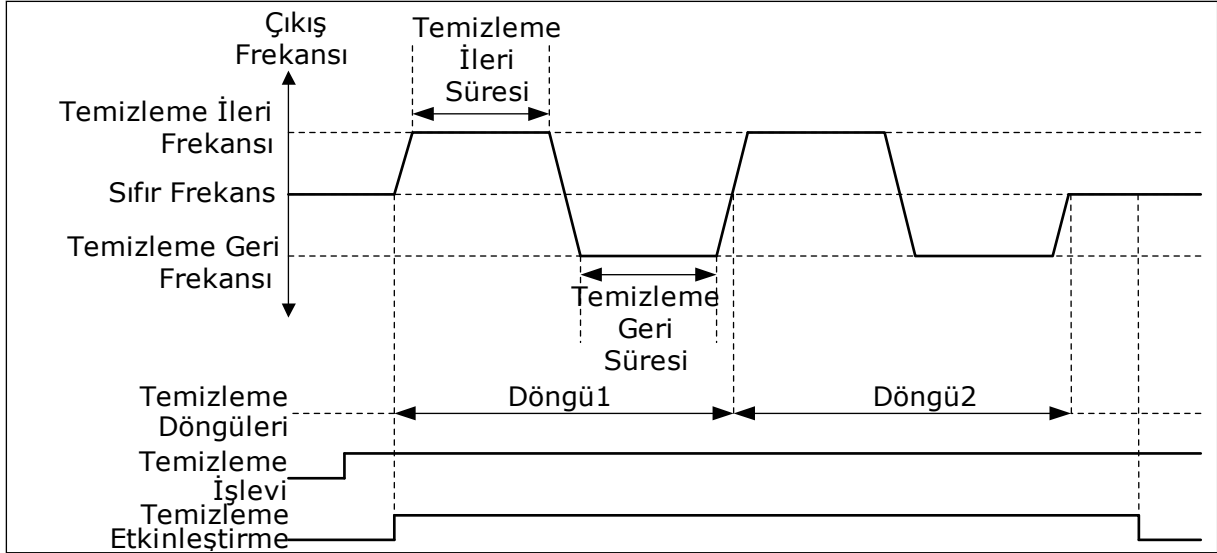 Çıkış
Frekansı
Temizleme
İleri
Süresi
Temizleme İleri
Frekansı
Sıfır Frekans
Temizleme Geri
Frekansı
Temizleme
Geri
Süresi
Temizleme
Döngüleri
Döngü1
Döngü2
Temizleme
İşlevi
Temizleme
Etkinleştirme